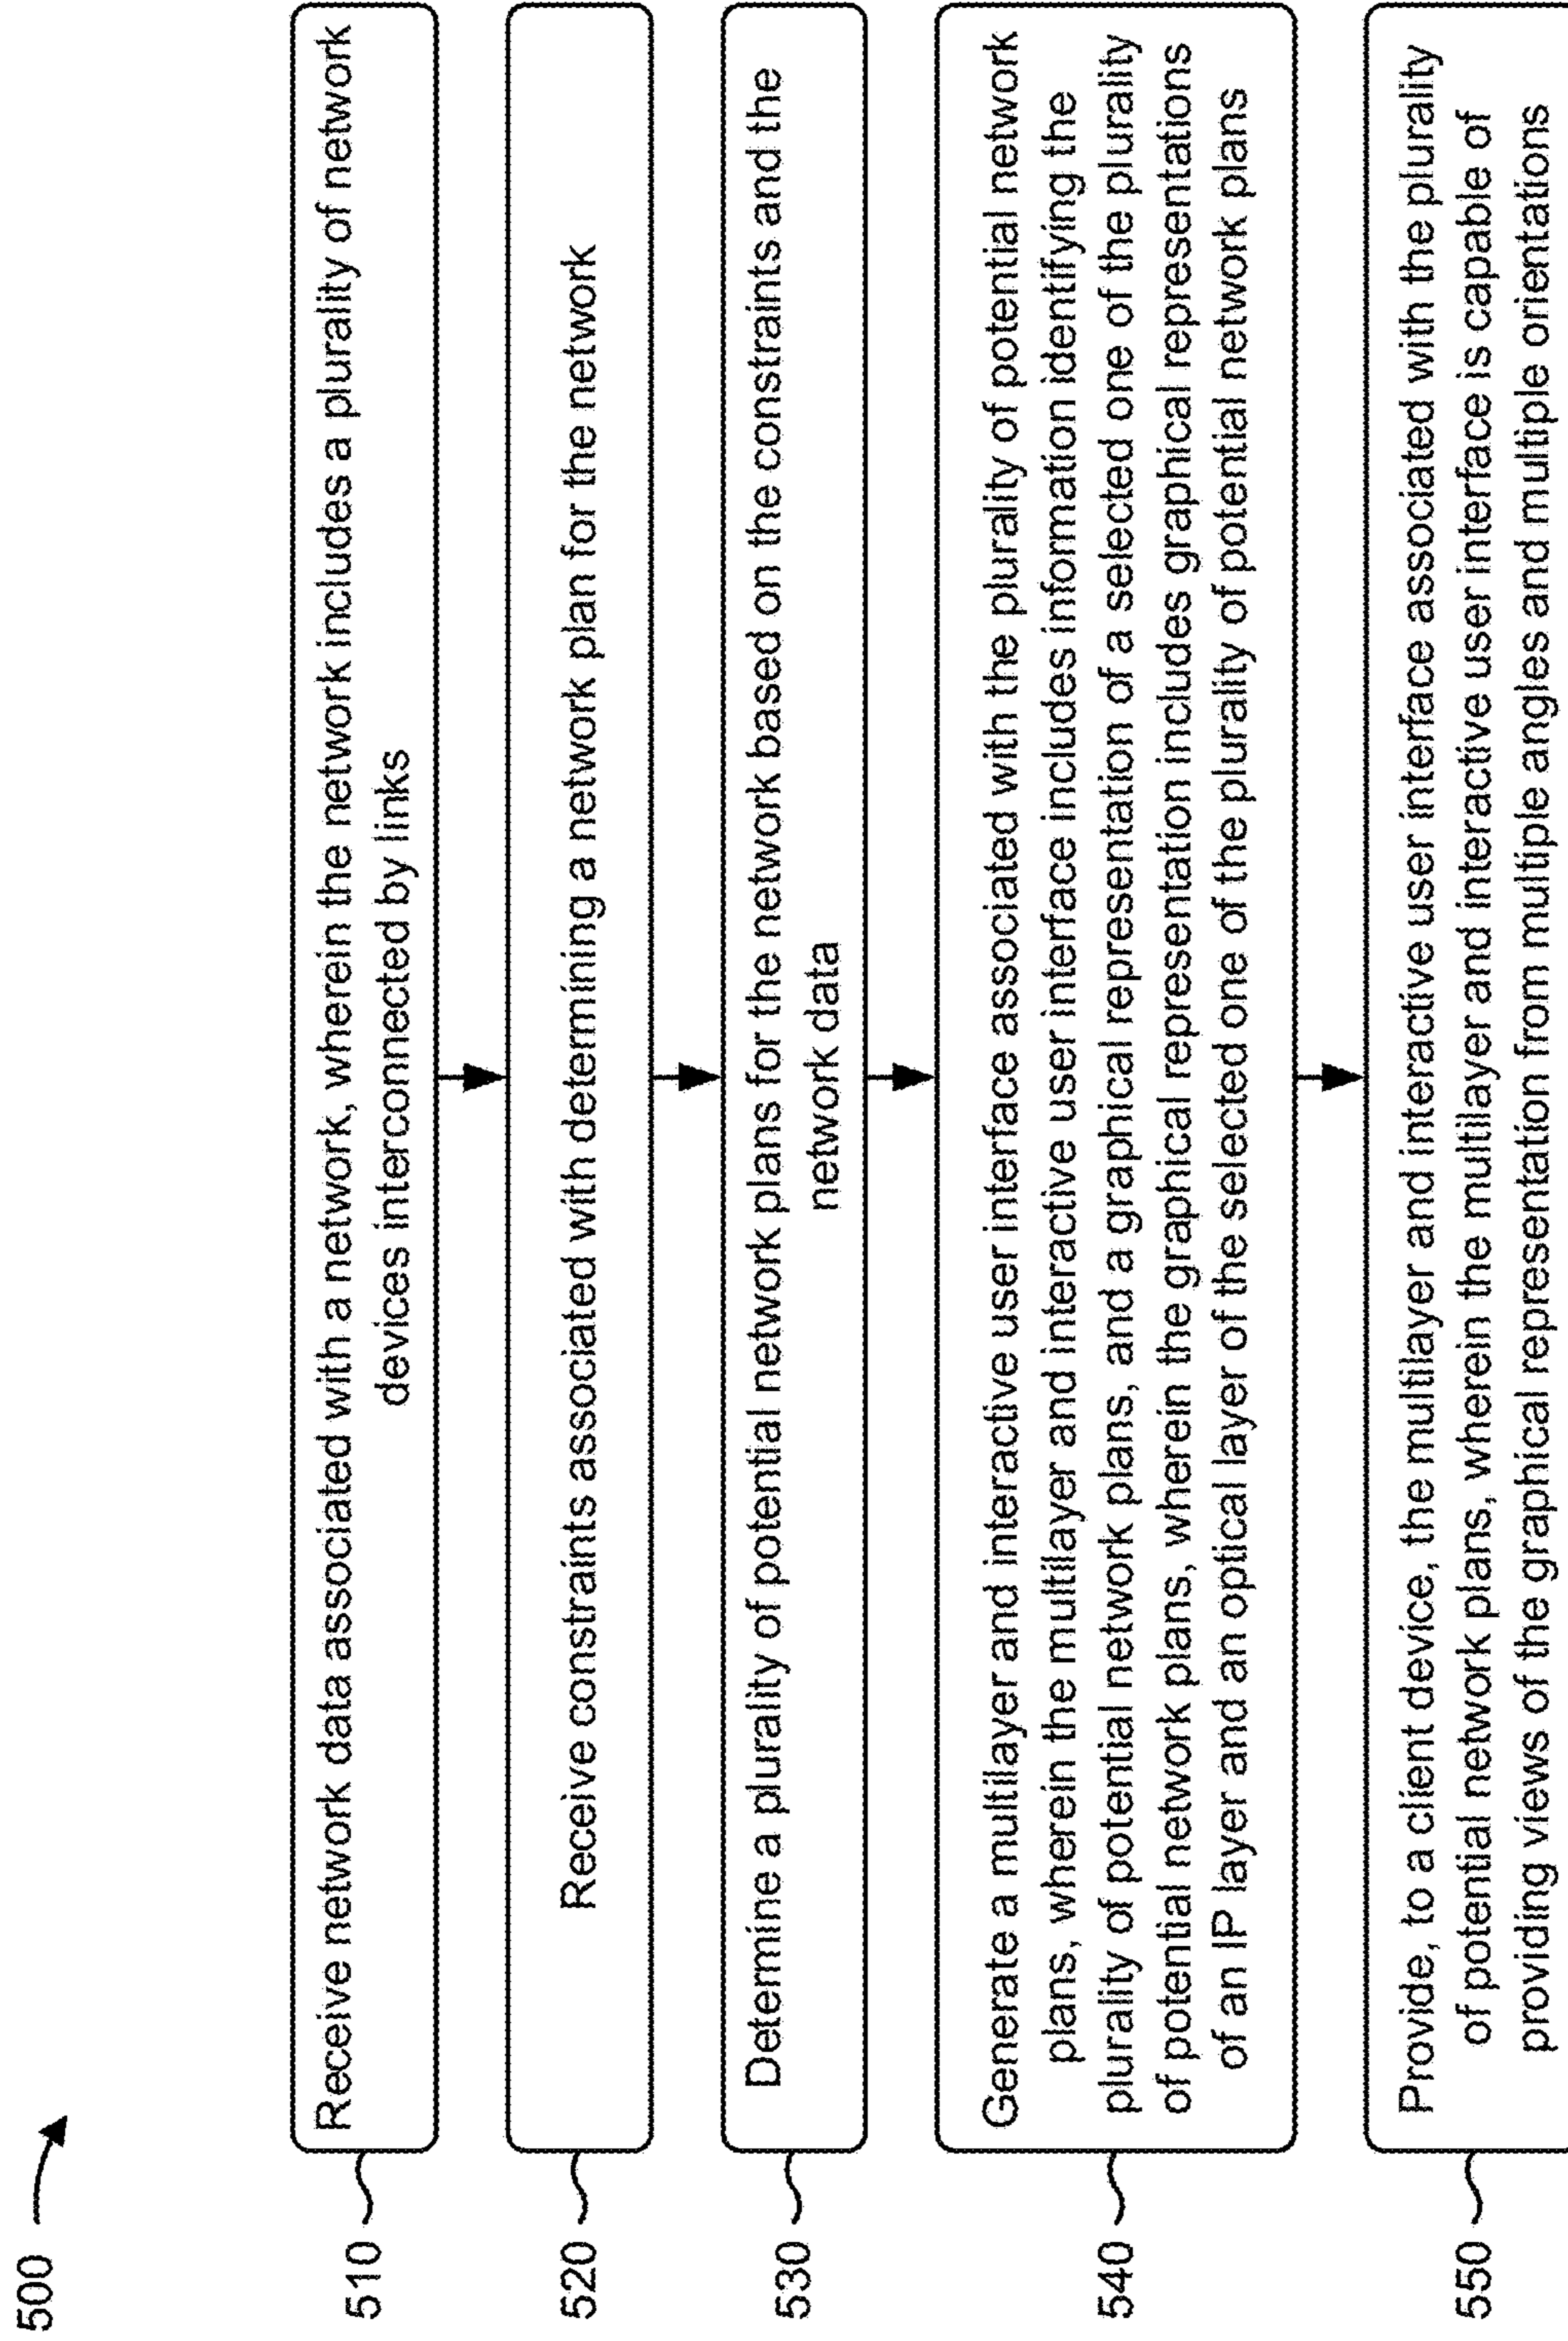 500
510
Receive network data associated with a network, wherein the network includes a plurality of network
devices interconnected by links
520
Receive constraints associated with determining a network plan for the network
530
Determine a plurality of potential network plans for the network based on the constraints and the
network data
540
Generate a multilayer and interactive user interface associated with the plurality of potential network
plans, wherein the multilayer and interactive user interface includes information identifying the
plurality of potential network plans, and a graphical representation of a selected one of the plurality
of potential network plans, wherein the graphical representation includes graphical representations
of an IP layer and an optical layer of the selected one of the plurality of potential network plans
550
Provide, to a client device, the multilayer and interactive user interface associated with the plurality
of potential network plans, wherein the multilayer and interactive user interface is capable of
providing views of the graphical representation from multiple angles and multiple orientations